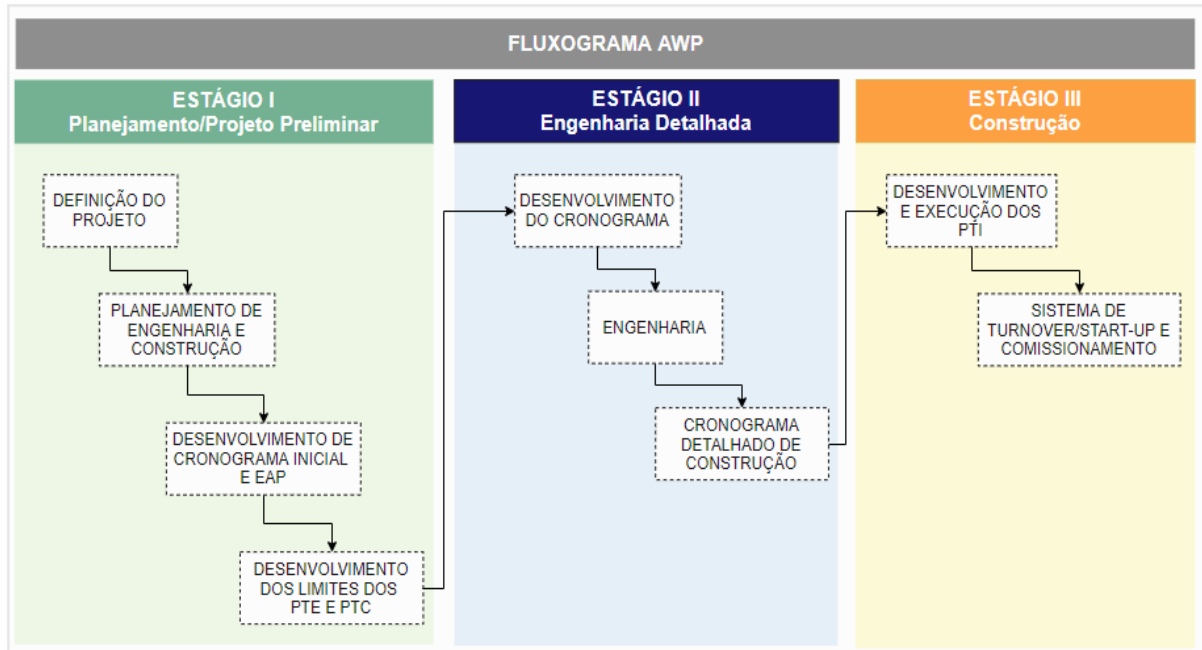 FLUXOGRAMA AWP
ESTÁGIO I
Planejamento/Projeto Preliminar
DEFINIÇÃO DO
PROJETO
PLANEJAMENTO DE
ENGENHARIA E
CONSTRUÇÃO
DESENVOLVIMENTO DE
CRONOGRAMA INICIAL
E EAP
DESENVOLVIMENTO
DOS LIMITES DOS
PTE E PTC
ESTÁGIO II
Engenharia Detalhada
DESENVOLVIMENTO
DO CRONOGRAMA
ENGENHARIA
CRONOGRAMA
DETALHADO DE
CONSTRUÇÃO
ESTÁGIO III
Construção
DESENVOLVIMENTO
E EXECUÇÃO DOS
PTI
SISTEMA DE
TURNOVER/START-UP E
COMISSIONAMENTO